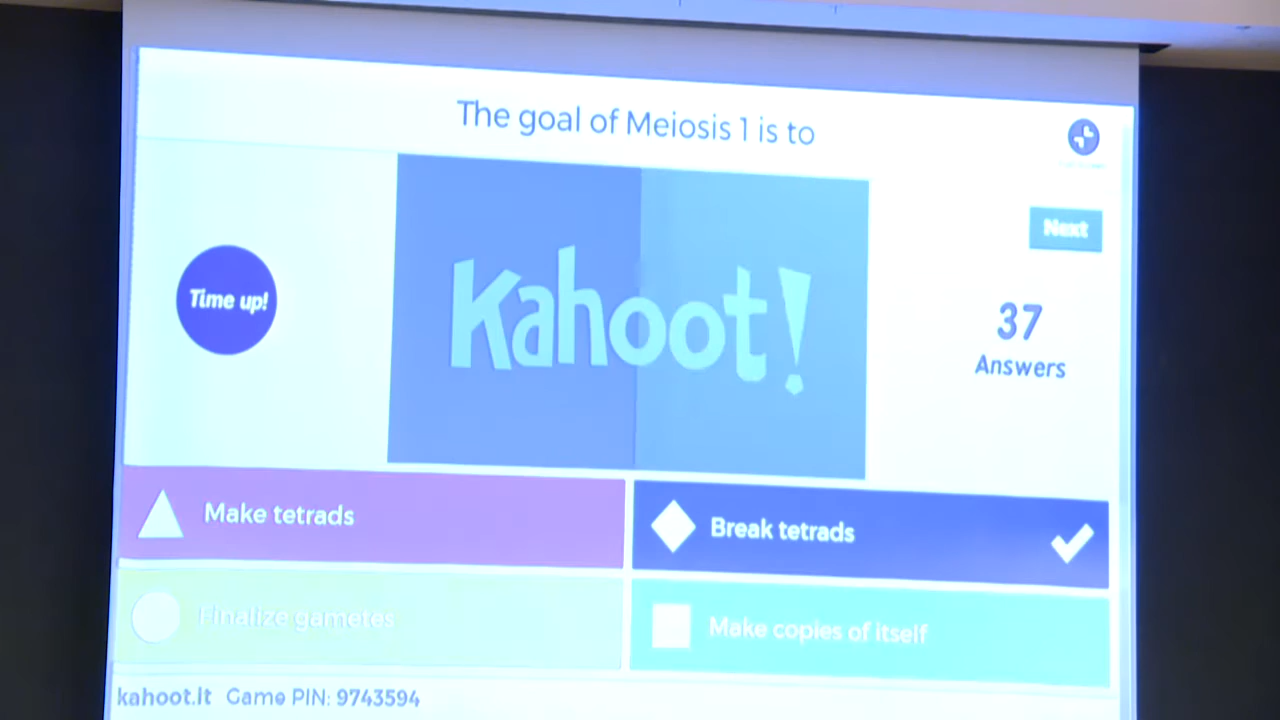 The goal of Meiosis 1 is to
Next
Time up!
Kahoot!
37
Answers
Make tetrads
Break tetrads
Finalize gametes
Make copies of itself
kahoot.it Game PIN: 9743594